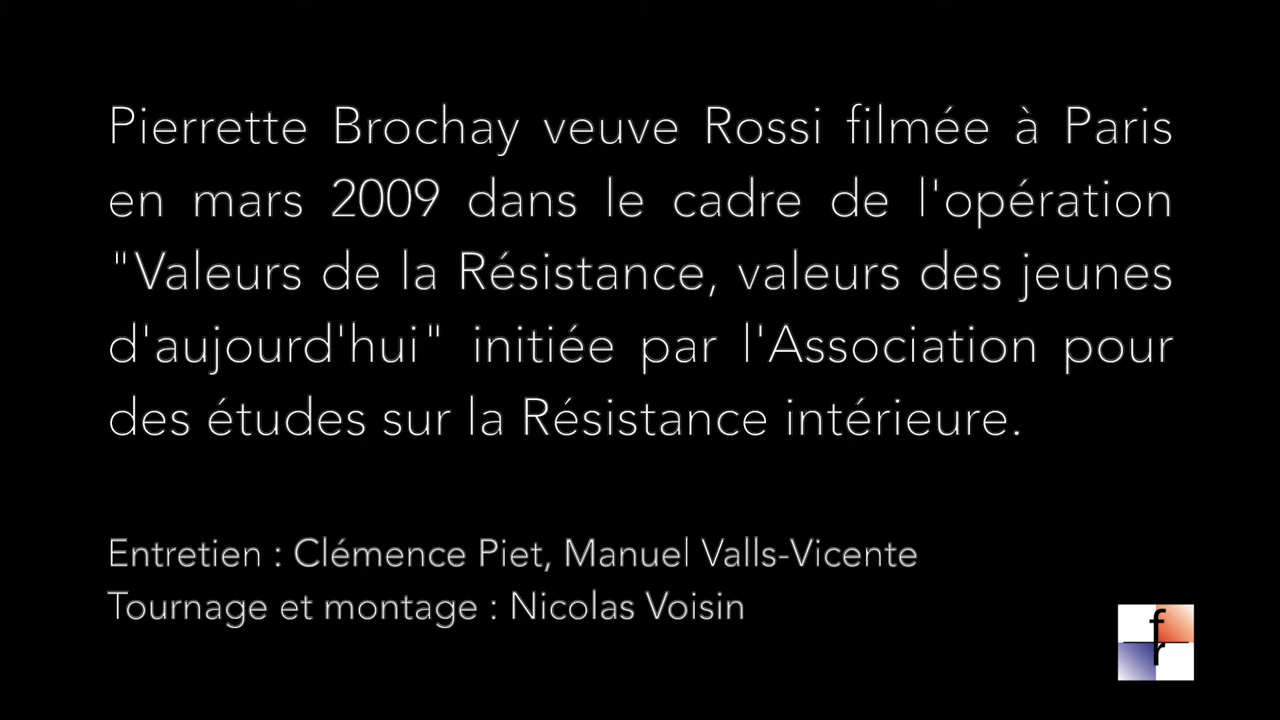 Pierrette Brochay veuve Rossi filmée à Paris
en mars 2009 dans le cadre de l'opération
"Valeurs de la Résistance, valeurs des jeunes
d'aujourd'hui" initiée par l'Association pour
des études sur la Résistance intérieure.
Entretien : Clémence Piet, Manuel Valls-Vicente
Tournage et montage : Nicolas Voisin
f
r